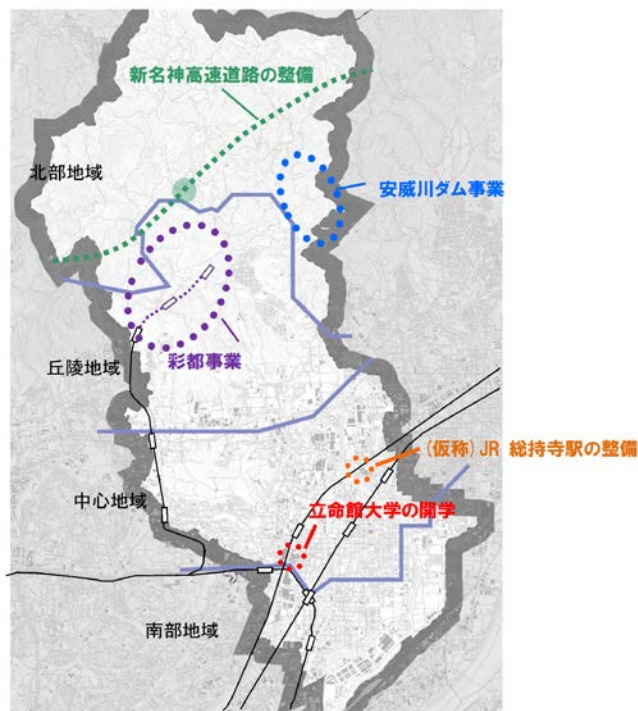 新名神高速道路の整備
北部地域
安威川ダム事業
彩都事業
丘陵地域
(仮称)JR 総持寺駅の整備
中心地域
立命館大学の開学
南部地域